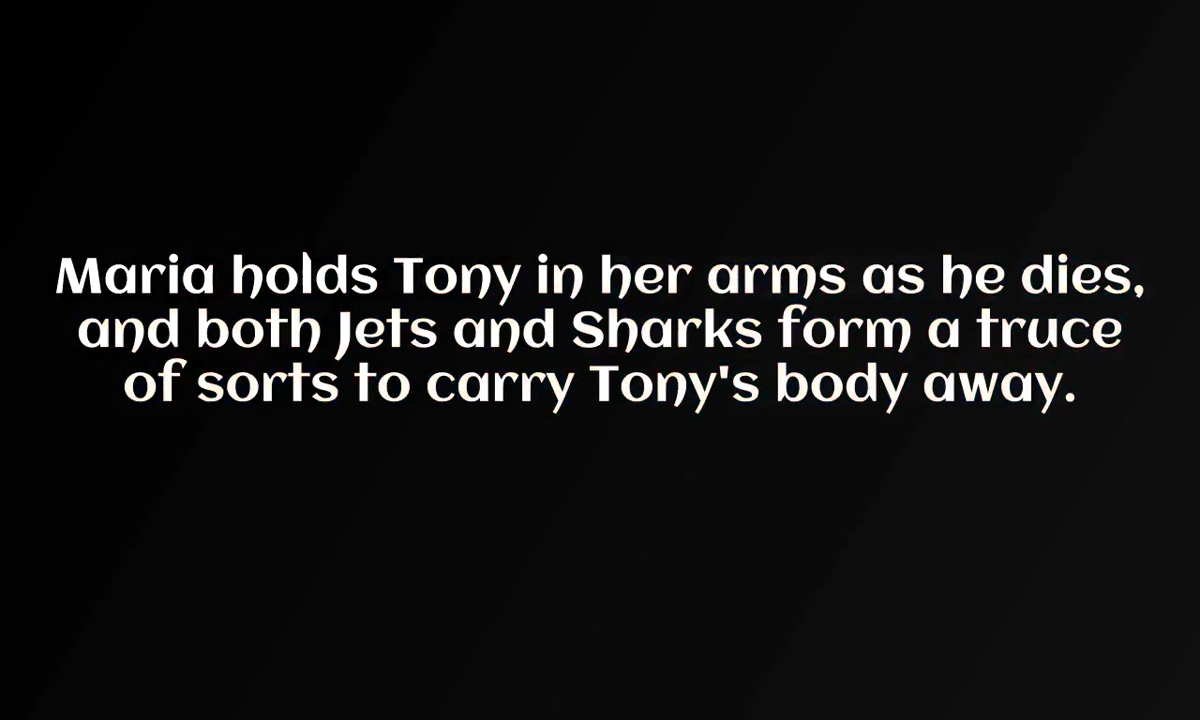 Maria holds Tony in her arms as he dies,
and both Jets and Sharks form a truce
of sorts to carry Tony's body away.